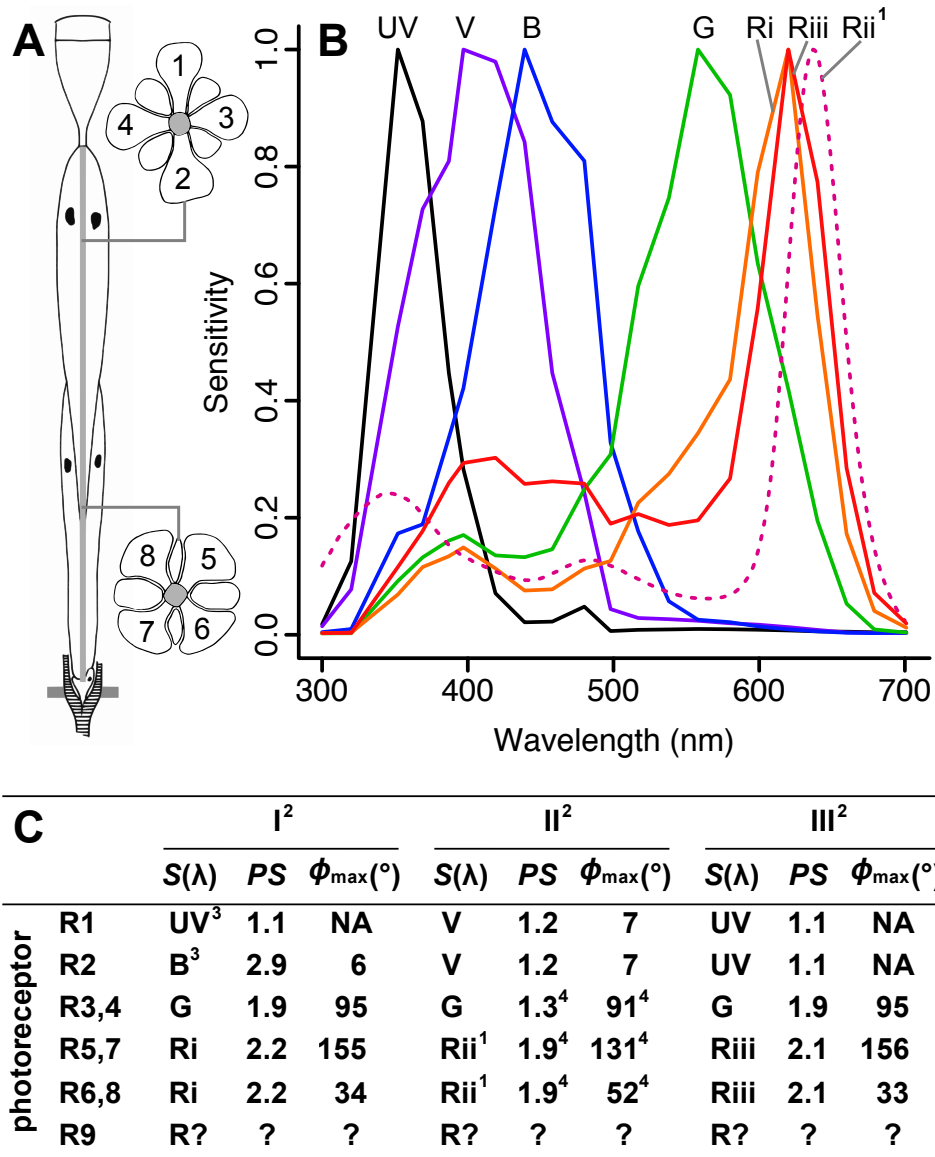 A
1
4
3
2
8
5
7
6
B
UV
V
B
G
Ri
Riii
Rii¹
Sensitivity
1.0
0.8
0.6
0.4
0.2
0.0
300
400
500
600
700
Wavelength (nm)
C
I² II² III²
S(λ) PS ϕmax(°) S(λ) PS ϕmax(°) S(λ) PS ϕmax(°)
photoreceptor
R1 UV³ 1.1 NA V 1.2 7 UV 1.1 NA
R2 B³ 2.9 6 V 1.2 7 UV 1.1 NA
R3,4 G 1.9 95 G 1.3⁴ 91⁴ G 1.9 95
R5,7 Ri 2.2 155 Rii¹ 1.9⁴ 131⁴ Riii 2.1 156
R6,8 Ri 2.2 34 Rii¹ 1.9⁴ 52⁴ Riii 2.1 33
R9 R? ? ? R? ? ? R? ? ?